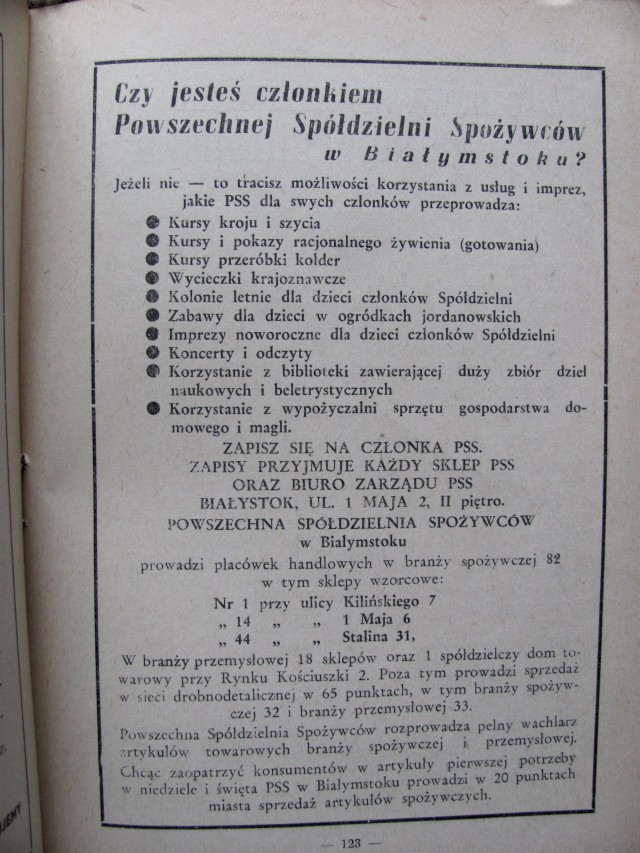 Czy jesteś członkiem
Powszechnej Spółdzielni Spożywców
w Białymstoku?
Jeżeli nie — to tracisz możliwości korzystania z usług i imprez,
jakie PSS dla swych członków przeprowadza:
● Kursy kroju i szycia
● Kursy i pokazy racjonalnego żywienia (gotowania)
● Kursy przeróbki kołder
● Wycieczki krajoznawcze
● Kolonie letnie dla dzieci członków Spółdzielni
● Zabawy dla dzieci w ogródkach jordanowskich
● Imprezy noworoczne dla dzieci członków Spółdzielni
● Koncerty i odczyty
● Korzystanie z biblioteki zawierającej duży zbiór dzieł
naukowych i beletrystycznych
● Korzystanie z wypożyczalni sprzętu gospodarstwa do-
mowego i magli.
ZAPISZ SIĘ NA CZŁONKA PSS.
ZAPISY PRZYJMUJE KAŻDY SKLEP PSS
ORAZ BIURO ZARZĄDU PSS
BIAŁYSTOK, UL. 1 MAJA 2, II piętro.
POWSZECHNA SPÓŁDZIELNIA SPOŻYWCÓW
w Białymstoku
prowadzi placówek handlowych w branży spożywczej 82
w tym sklepy wzorcowe:
Nr 1 przy ulicy Kilińskiego 7
„ 14 „ „ 1 Maja 6
„ 44 „ „ Stalina 31,
W branży przemysłowej 18 sklepów oraz 1 spółdzielczy dom to-
warowy przy Rynku Kościuszki 2. Poza tym prowadzi sprzedaż
w sieci drobnodetalicznej w 65 punktach, w tym branży spożyw-
czej 32 i branży przemysłowej 33.
Powszechna Spółdzielnia Spożywców rozprowadza pełny wachlarz
artykułów towarowych branży spożywczej i przemysłowej.
Chcąc zaopatrzyć konsumentów w artykuły pierwszej potrzeby
w niedziele i święta PSS w Białymstoku prowadzi w 20 punktach
miasta sprzedaż artykułów spożywczych.
— 123 —